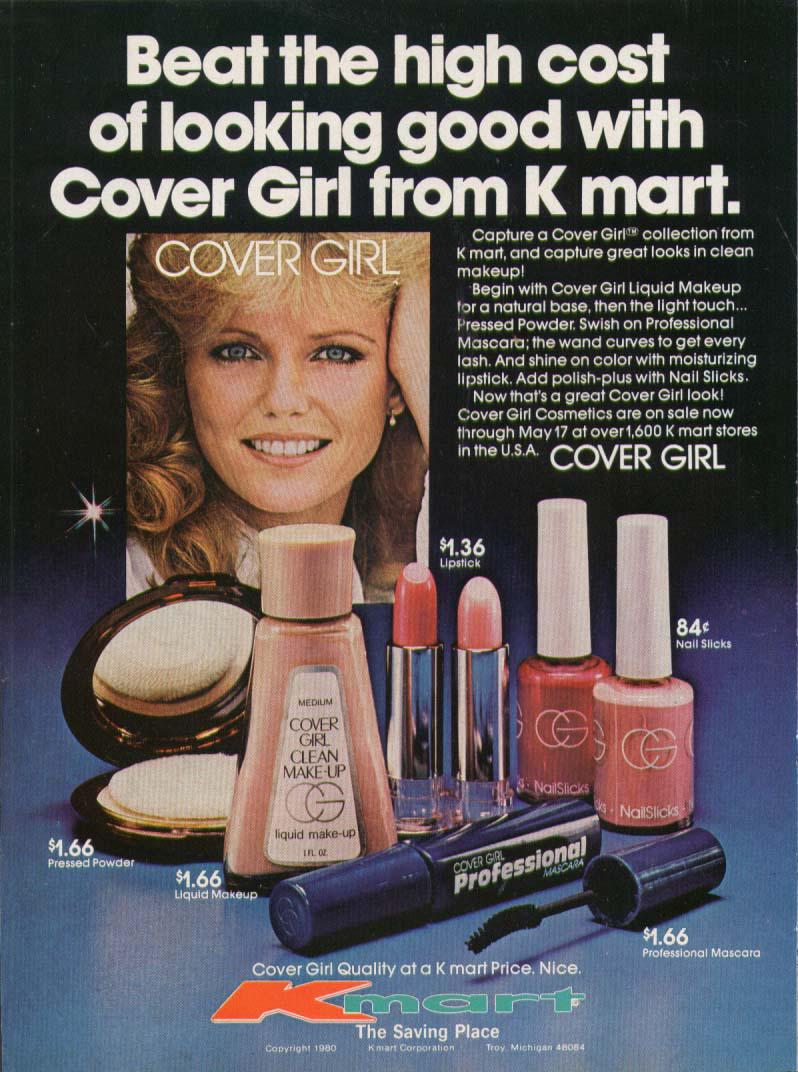 Beat the high cost
of looking good with
Cover Girl from K mart.
COVER GIRL
Capture a Cover Girl™ collection from
K mart, and capture great looks in clean
makeup!
Begin with Cover Girl Liquid Makeup
for a natural base, then the light touch...
Pressed Powder. Swish on Professional
Mascara; the wand curves to get every
lash. And shine on color with moisturizing
lipstick. Add polish-plus with Nail Slicks.
Now that's a great Cover Girl look!
Cover Girl Cosmetics are on sale now
through May 17 at over 1,600 K mart stores
in the U.S.A.
COVER GIRL
$1.36
Lipstick
84¢
Nail Slicks
MEDIUM
COVER
GIRL
CLEAN
MAKE-UP
CG
liquid make-up
1 FL. OZ.
CG
NailSlicks
CG
NailSlicks
$1.66
Pressed Powder
$1.66
Liquid Makeup
COVER GIRL
Professional
MASCARA
CG
$1.66
Professional Mascara
Cover Girl Quality at a K mart Price. Nice.
Kmart®
The Saving Place
Copyright 1980 K mart Corporation Troy, Michigan 48084